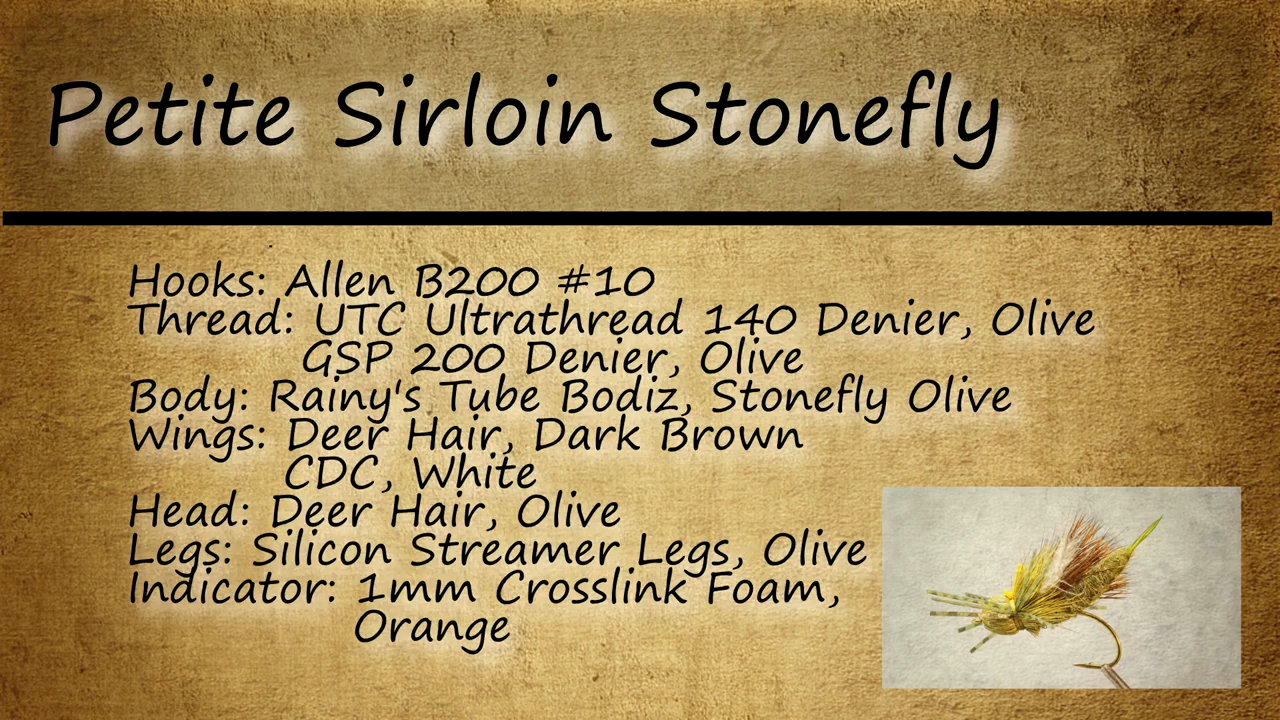 Petite Sirloin Stonefly
Hooks: Allen B200 #10
Thread: UTC Ultrathread 140 Denier, Olive
GSP 200 Denier, Olive
Body: Rainy's Tube Bodiz, Stonefly Olive
Wings: Deer Hair, Dark Brown
CDC, White
Head: Deer Hair, Olive
Legs: Silicon Streamer Legs, Olive
Indicator: 1mm Crosslink Foam,
Orange